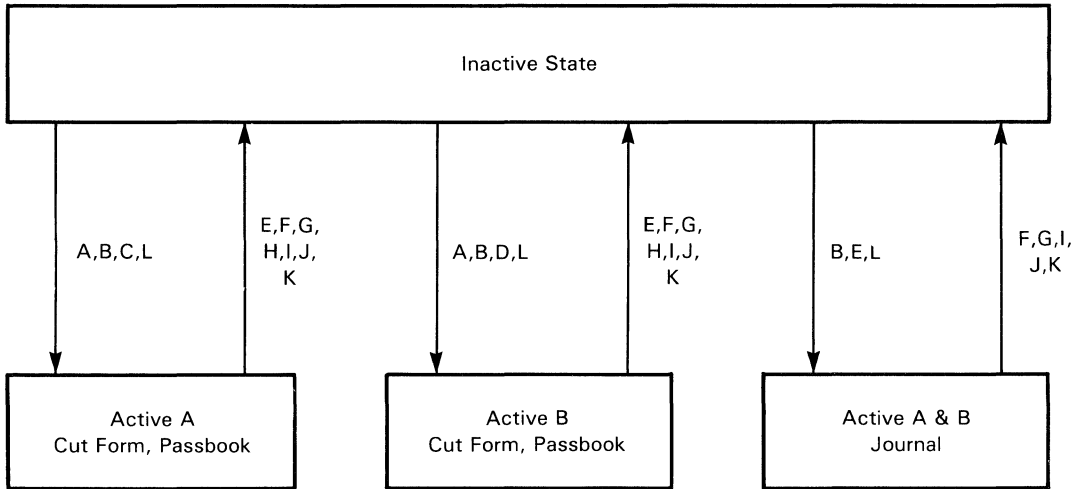 Inactive State
A,B,C,L
E,F,G,
H,I,J,
K
A,B,D,L
E,F,G,
H,I,J,
K
B,E,L
F,G,I,
J,K
Active A
Cut Form, Passbook
Active B
Cut Form, Passbook
Active A & B
Journal